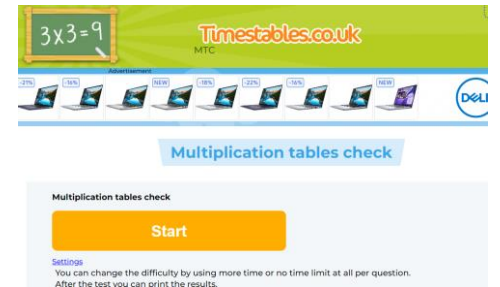 3x3=9
Timestables.co.uk
MTC
Advertisement
-21% -16% NEW -18% -22% -16% NEW
DELL
Multiplication tables check
Multiplication tables check
Start
Settings
You can change the difficulty by using more time or no time limit at all per question.
After the test you can print the results.